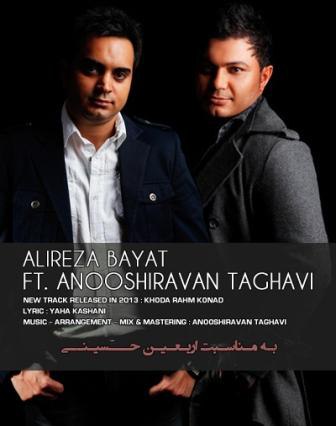 ALIREZA BAYAT
FT. ANOOSHIRAVAN TAGHAVI
NEW TRACK RELEASED IN 2013 : KHODA RAHM KONAD
LYRIC : YAHA KASHANI
MUSIC - ARRANGEMENT - MIX & MASTERING : ANOOSHIRAVAN TAGHAVI
به مناسبت اربعین حسینی